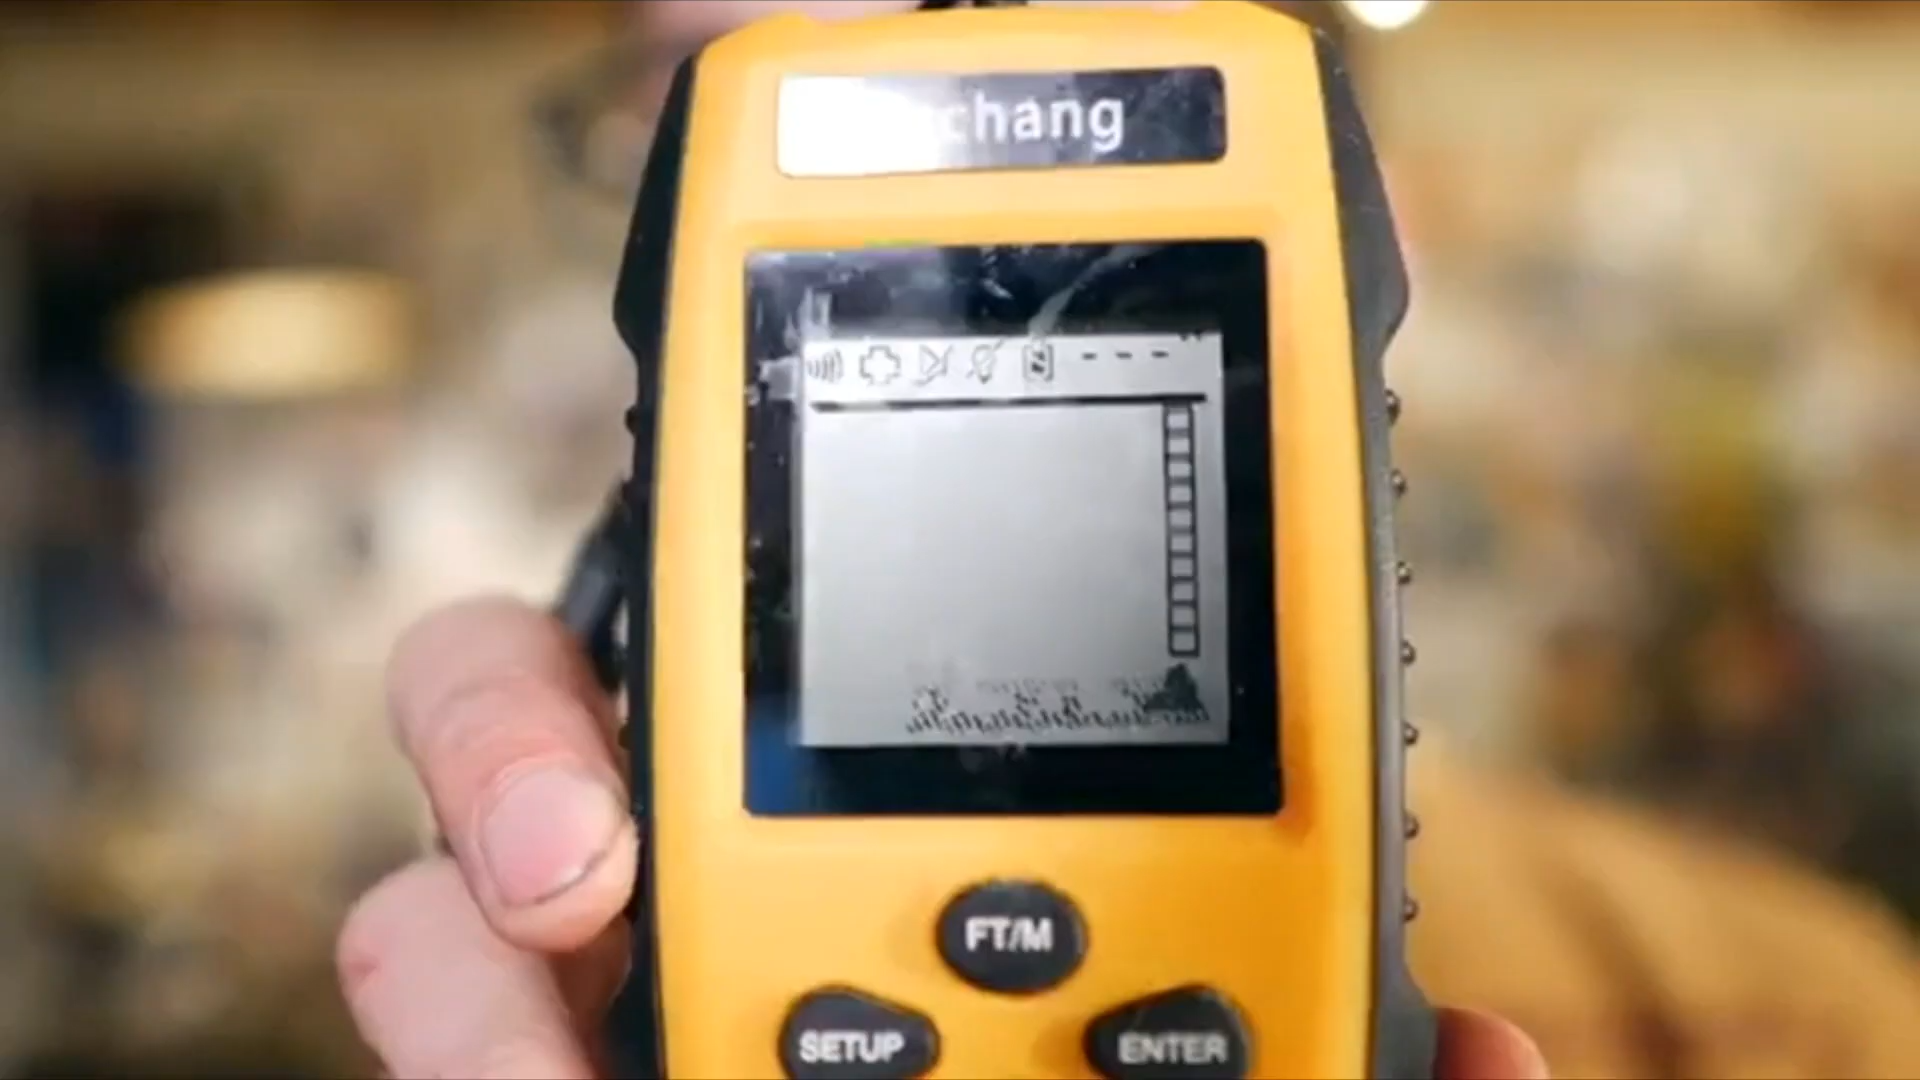 chang
- - -
FT/M
SETUP
ENTER